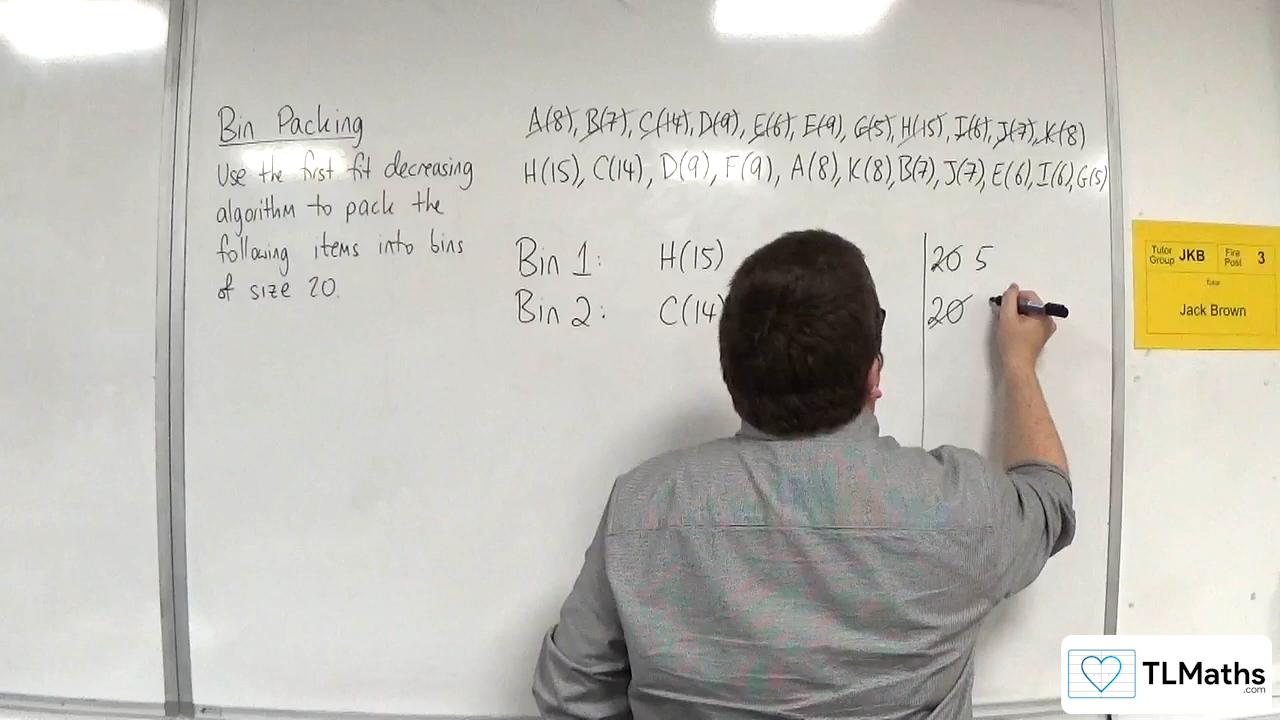 Bin Packing
Use the first fit decreasing
algorithm to pack the
following items into bins
of size 20.
A(8), B(7), C(14), D(9), E(6), F(9), G(5), H(15), I(6), J(7), K(8)
H(15), C(14), D(9), F(9), A(8), K(8), B(7), J(7), E(6), I(6), G(5)
Bin 1: H(15) 20 5
Bin 2: C(14 20
Tutor Group JKB Fire Post 3
Tutor
Jack Brown
TLMaths
.com